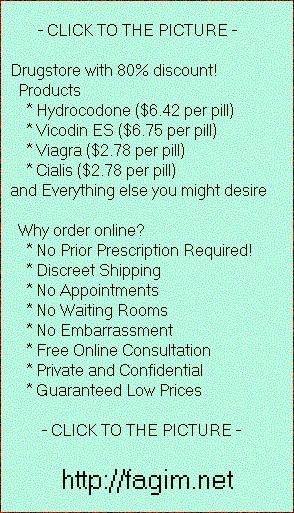 - CLICK TO THE PICTURE -
Drugstore with 80% discount!
Products
* Hydrocodone ($6.42 per pill)
* Vicodin ES ($6.75 per pill)
* Viagra ($2.78 per pill)
* Cialis ($2.78 per pill)
and Everything else you might desire
Why order online?
* No Prior Prescription Required!
* Discreet Shipping
* No Appointments
* No Waiting Rooms
* No Embarrassment
* Free Online Consultation
* Private and Confidential
* Guaranteed Low Prices
- CLICK TO THE PICTURE -
http://fagim.net